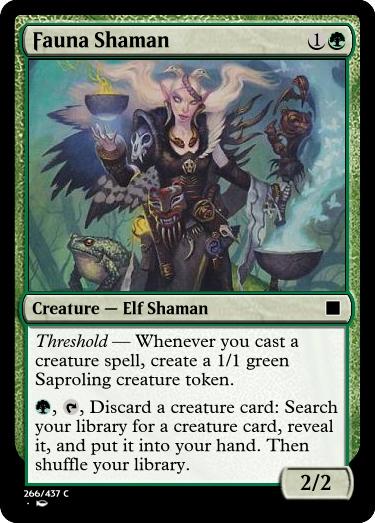 Fauna Shaman 1
Creature — Elf Shaman
Threshold — Whenever you cast a
creature spell, create a 1/1 green
Saproling creature token.
, , Discard a creature card: Search
your library for a creature card, reveal
it, and put it into your hand. Then
shuffle your library.
2/2
266/437 C